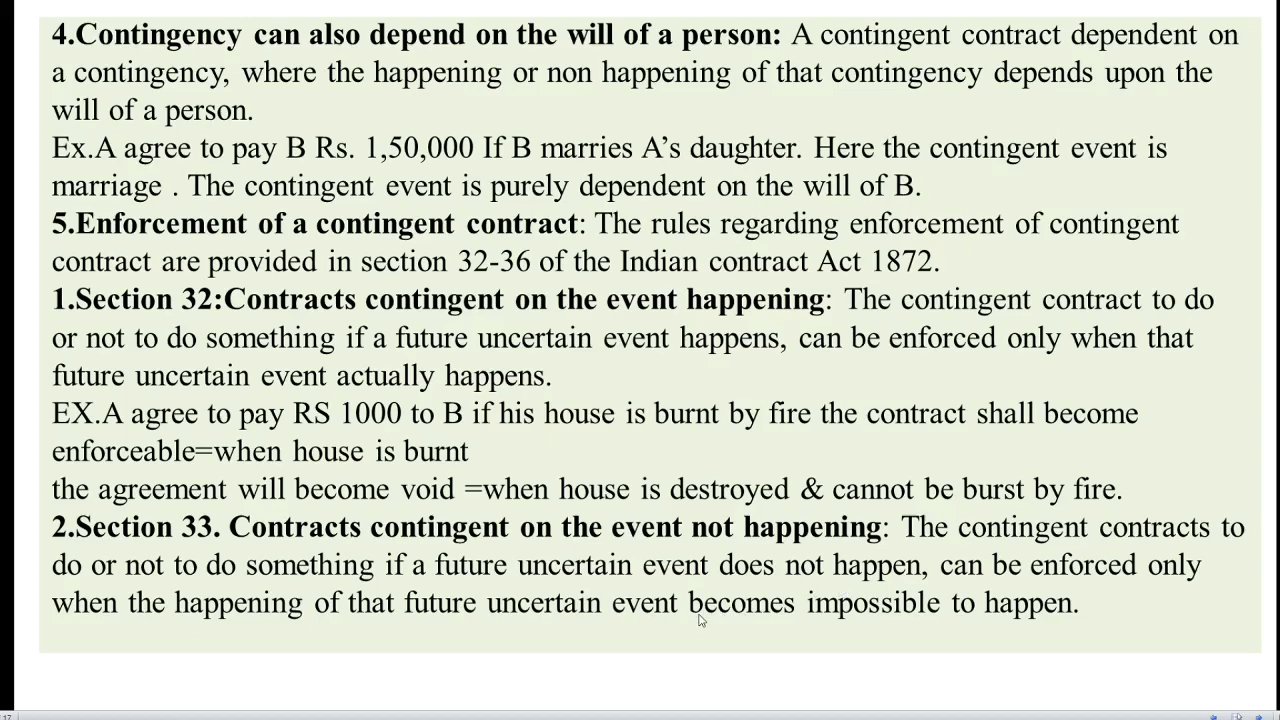 4.Contingency can also depend on the will of a person: A contingent contract dependent on
a contingency, where the happening or non happening of that contingency depends upon the
will of a person.
Ex.A agree to pay B Rs. 1,50,000 If B marries A’s daughter. Here the contingent event is
marriage . The contingent event is purely dependent on the will of B.
5.Enforcement of a contingent contract: The rules regarding enforcement of contingent
contract are provided in section 32-36 of the Indian contract Act 1872.
1.Section 32:Contracts contingent on the event happening: The contingent contract to do
or not to do something if a future uncertain event happens, can be enforced only when that
future uncertain event actually happens.
EX.A agree to pay RS 1000 to B if his house is burnt by fire the contract shall become
enforceable=when house is burnt
the agreement will become void =when house is destroyed & cannot be burst by fire.
2.Section 33. Contracts contingent on the event not happening: The contingent contracts to
do or not to do something if a future uncertain event does not happen, can be enforced only
when the happening of that future uncertain event becomes impossible to happen.
17